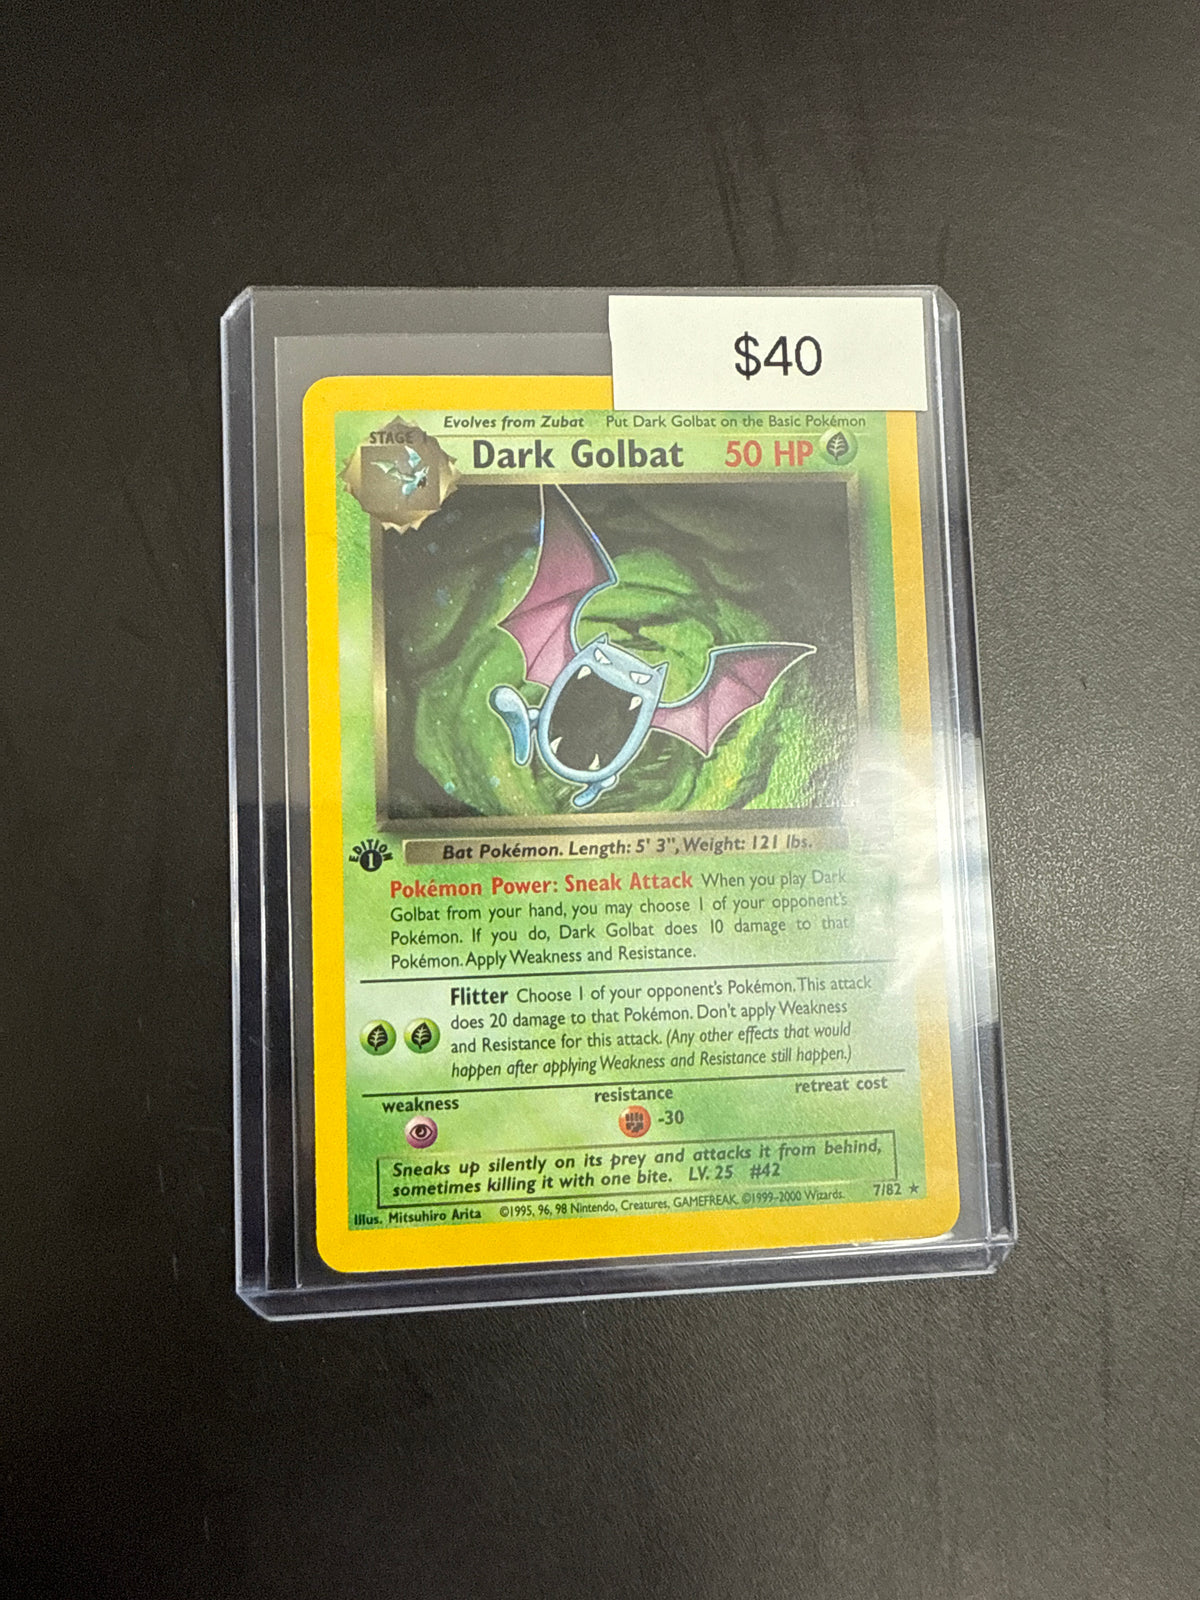 $40
Evolves from Zubat Put Dark Golbat on the Basic Pokémon
STAGE 1
Dark Golbat 50 HP
EDITION
1
Bat Pokémon. Length: 5' 3", Weight: 121 lbs.
Pokémon Power: Sneak Attack When you play Dark
Golbat from your hand, you may choose 1 of your opponent's
Pokémon. If you do, Dark Golbat does 10 damage to that
Pokémon. Apply Weakness and Resistance.
Flitter Choose 1 of your opponent's Pokémon. This attack
does 20 damage to that Pokémon. Don't apply Weakness
and Resistance for this attack. (Any other effects that would
happen after applying Weakness and Resistance still happen.)
weakness resistance retreat cost
-30
Sneaks up silently on its prey and attacks it from behind,
sometimes killing it with one bite. LV. 25 #42
Illus. Mitsuhiro Arita ©1995, 96, 98 Nintendo, Creatures, GAMEFREAK. ©1999-2000 Wizards. 7/82 ★